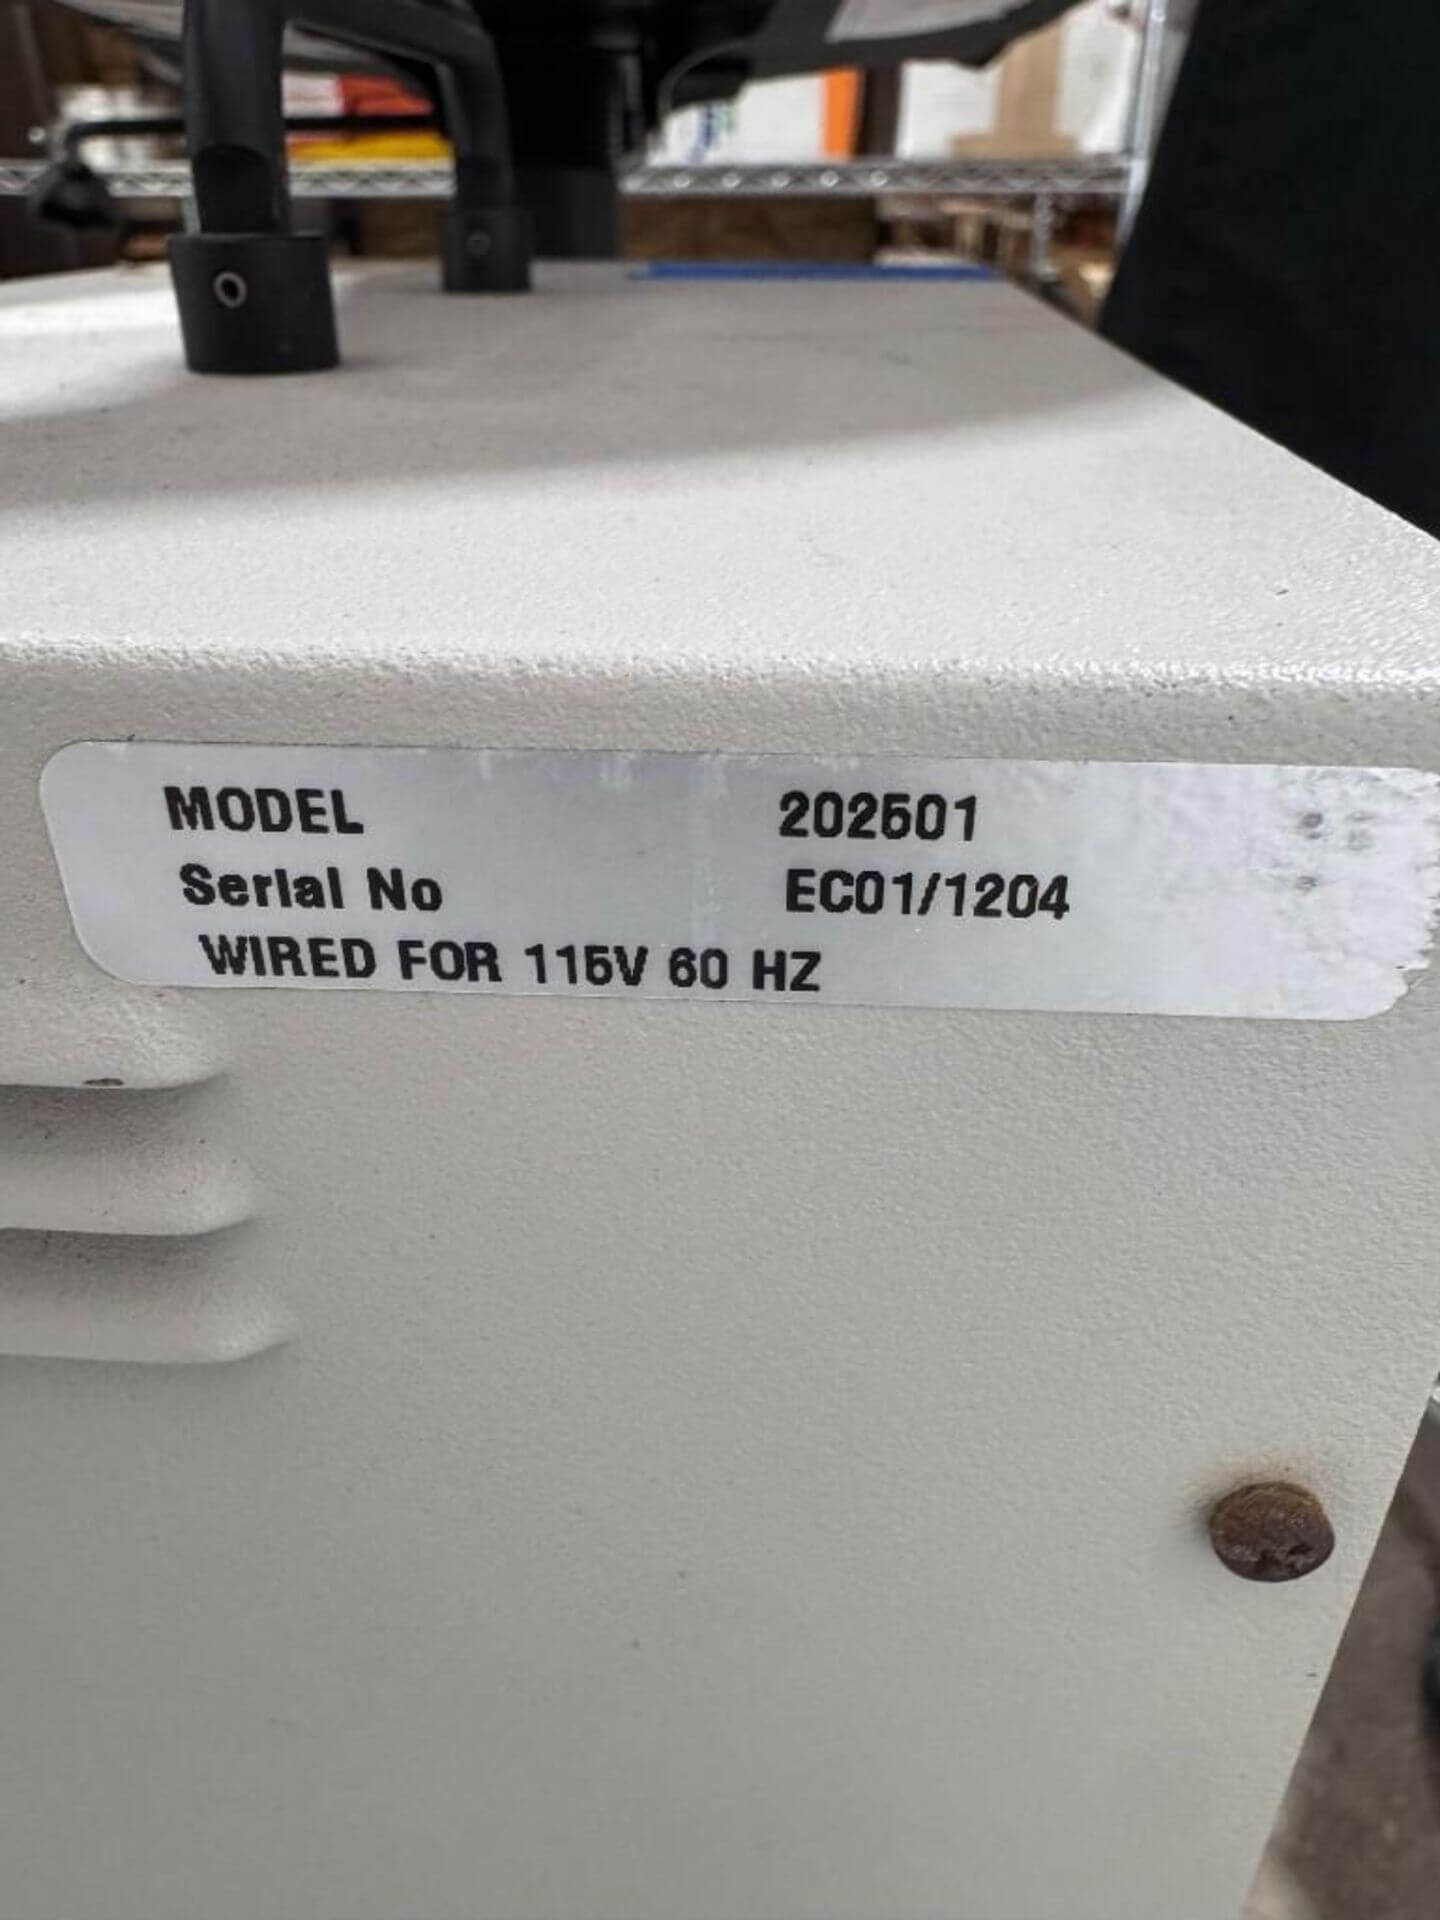 MODEL 202501
Serial No EC01/1204
WIRED FOR 115V 60 HZ